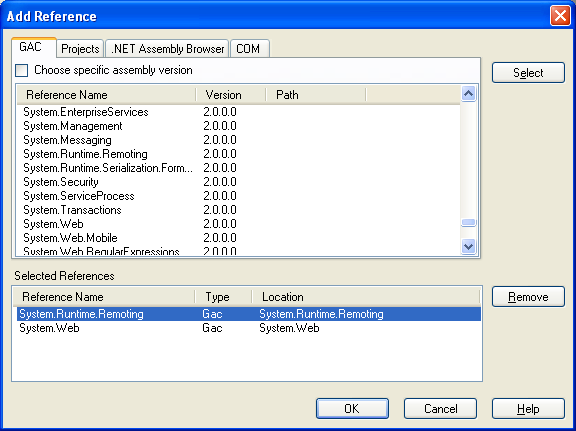 Add Reference
GAC Projects .NET Assembly Browser COM
Choose specific assembly version
Select
Reference Name Version Path
System.EnterpriseServices 2.0.0.0
System.Management 2.0.0.0
System.Messaging 2.0.0.0
System.Runtime.Remoting 2.0.0.0
System.Runtime.Serialization.Form... 2.0.0.0
System.Security 2.0.0.0
System.ServiceProcess 2.0.0.0
System.Transactions 2.0.0.0
System.Web 2.0.0.0
System.Web.Mobile 2.0.0.0
System.Web.RegularExpressions 2.0.0.0
Selected References
Reference Name Type Location
Remove
System.Runtime.Remoting Gac System.Runtime.Remoting
System.Web Gac System.Web
OK Cancel Help